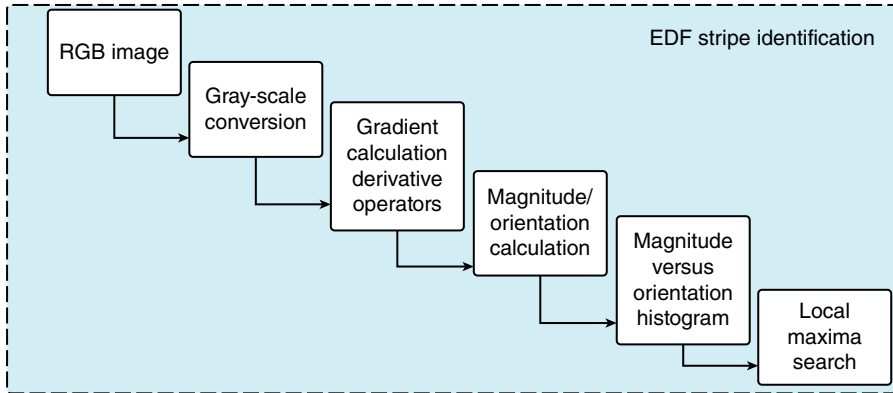 EDF stripe identification
RGB image
Gray-scale
conversion
Gradient
calculation
derivative
operators
Magnitude/
orientation
calculation
Magnitude
versus
orientation
histogram
Local
maxima
search